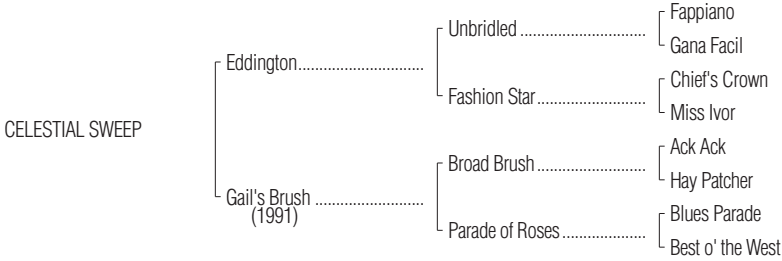 Fappiano
Unbridled ..............................
Gana Facil
Eddington..............................
Chief's Crown
Fashion Star..........................
Miss Ivor
CELESTIAL SWEEP
Ack Ack
Broad Brush ..........................
Hay Patcher
Gail's Brush ..........................
(1991)
Blues Parade
Parade of Roses....................
Best o' the West